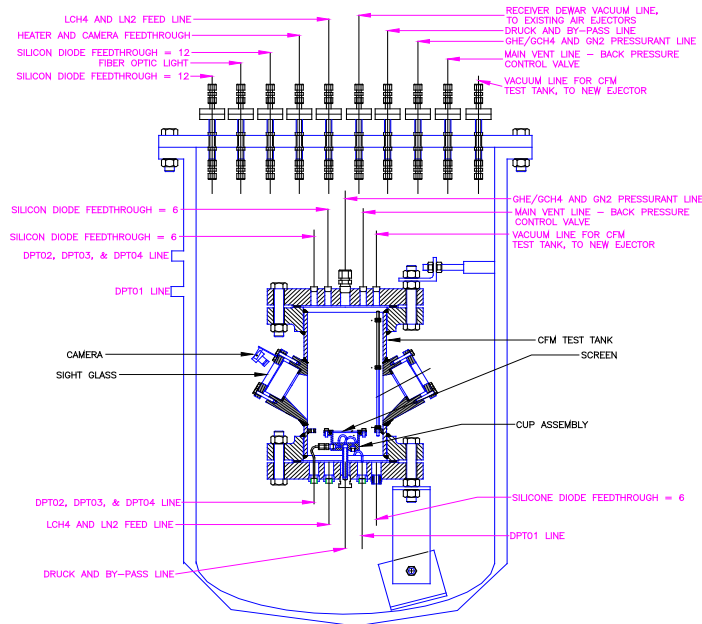 LCH4 AND LN2 FEED LINE
HEATER AND CAMERA FEEDTHROUGH
SILICON DIODE FEEDTHROUGH = 12
FIBER OPTIC LIGHT
SILICON DIODE FEEDTHROUGH = 12
RECEIVER DEWAR VACUUM LINE,
TO EXISTING AIR EJECTORS
DRUCK AND BY-PASS LINE
GHE/GCH4 AND GN2 PRESSURANT LINE
MAIN VENT LINE – BACK PRESSURE
CONTROL VALVE
VACUUM LINE FOR CFM
TEST TANK, TO NEW EJECTOR
SILICON DIODE FEEDTHROUGH = 6
SILICON DIODE FEEDTHROUGH = 6
DPT02, DPT03, & DPT04 LINE
DPT01 LINE
GHE/GCH4 AND GN2 PRESSURANT LINE
MAIN VENT LINE – BACK PRESSURE
CONTROL VALVE
VACUUM LINE FOR CFM
TEST TANK, TO NEW EJECTOR
CAMERA
SIGHT GLASS
CFM TEST TANK
SCREEN
CUP ASSEMBLY
DPT02, DPT03, & DPT04 LINE
LCH4 AND LN2 FEED LINE
DRUCK AND BY-PASS LINE
SILICONE DIODE FEEDTHROUGH = 6
DPT01 LINE